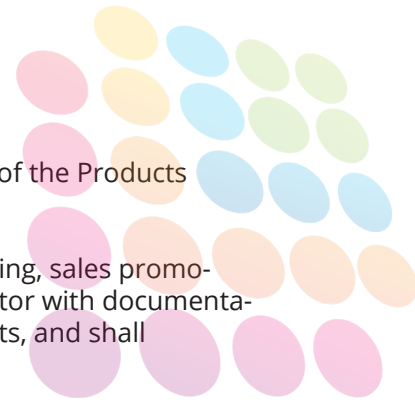 of the Products
ing, sales promo-
tor with documenta-
ts, and shall